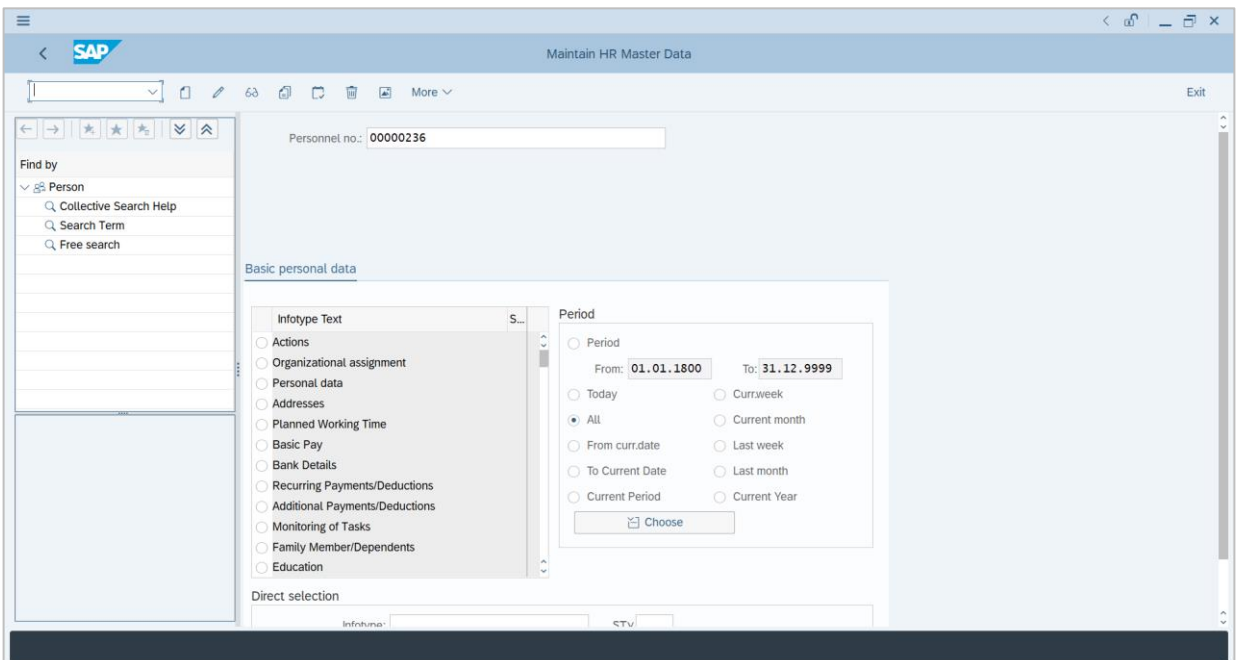 SAP
Maintain HR Master Data
More
Exit
Personnel no.: 00000236
Find by
Person
Collective Search Help
Search Term
Free search
Basic personal data
Infotype Text S...
Actions
Organizational assignment
Personal data
Addresses
Planned Working Time
Basic Pay
Bank Details
Recurring Payments/Deductions
Additional Payments/Deductions
Monitoring of Tasks
Family Member/Dependents
Education
Period
Period
From: 01.01.1800 To: 31.12.9999
Today Curr.week
All Current month
From curr.date Last week
To Current Date Last month
Current Period Current Year
Choose
Direct selection
Infotype: STy